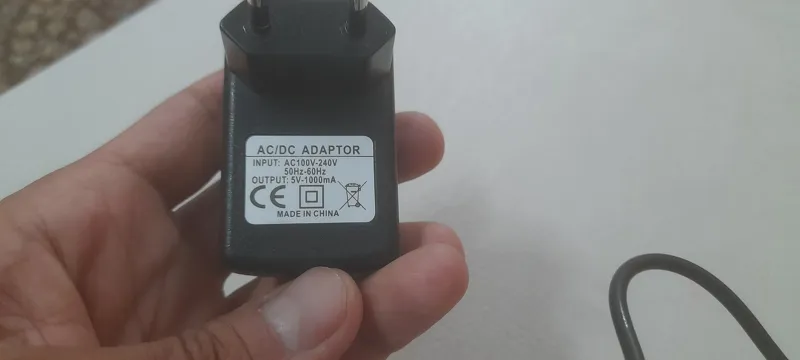 AC/DC ADAPTOR
INPUT: AC100V-240V
50Hz-60Hz
OUTPUT: 5V-1000mA
CE
MADE IN CHINA